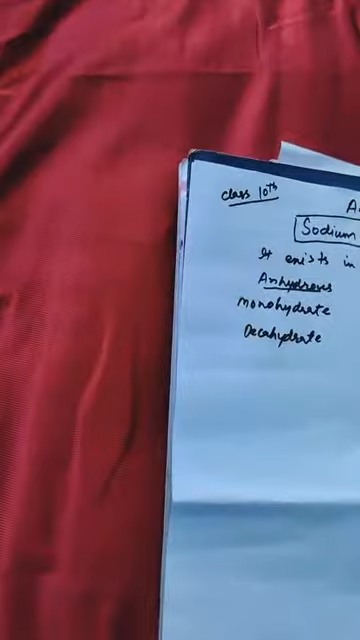 class 10th
A
Sodium
It exists in
Anhydrous
Monohydrate
Decahydrate